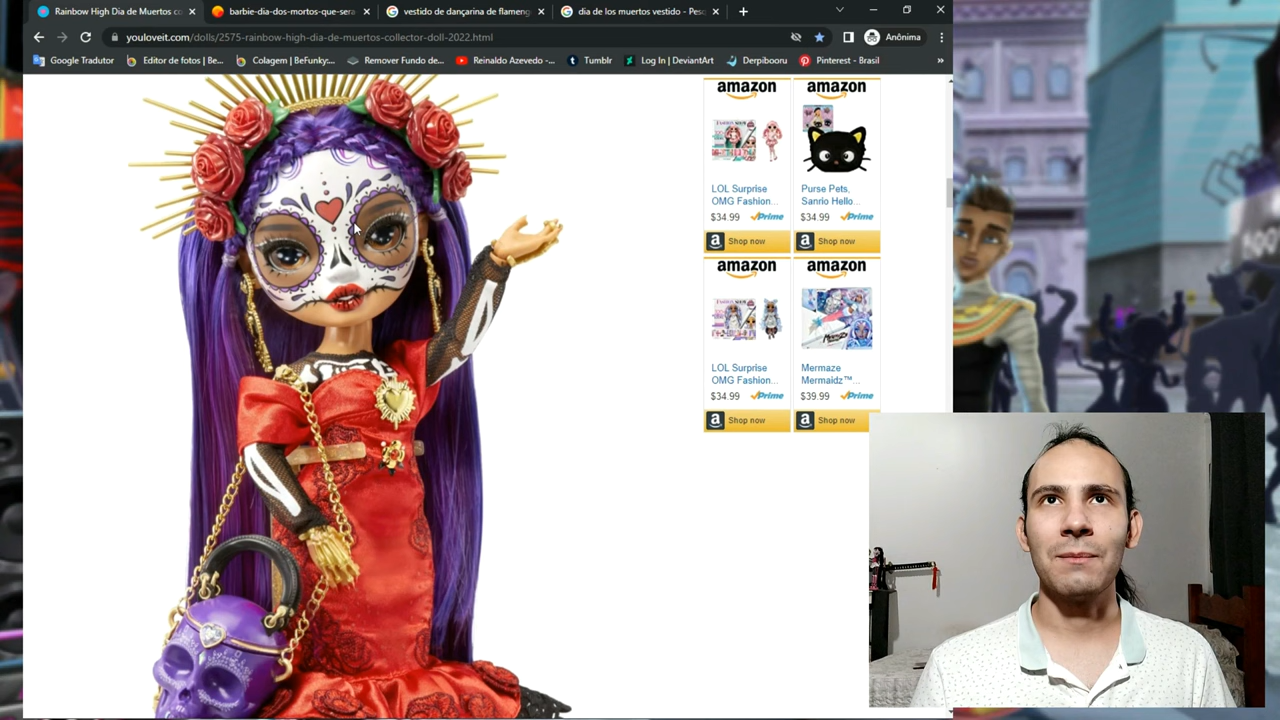 Rainbow High Dia de Muertos co
barbie-dia-dos-mortos-que-sera
vestido de dançarina de flameng
día de los muertos vestido - Pesq
youloveit.com/dolls/2575-rainbow-high-dia-de-muertos-collector-doll-2022.html
Anônima
Google Tradutor
Editor de fotos | Be...
Colagem | BeFunky...
Remover Fundo de...
Reinaldo Azevedo -...
Tumblr
Log In | DeviantArt
Derpibooru
Pinterest - Brasil
»
amazon
amazon
LOL Surprise
OMG Fashion...
$34.99 Prime
Shop now
Purse Pets,
Sanrio Hello...
$34.99 Prime
Shop now
amazon
amazon
LOL Surprise
OMG Fashion...
$34.99 Prime
Shop now
Mermaze
Mermaidz™...
$39.99 Prime
Shop now